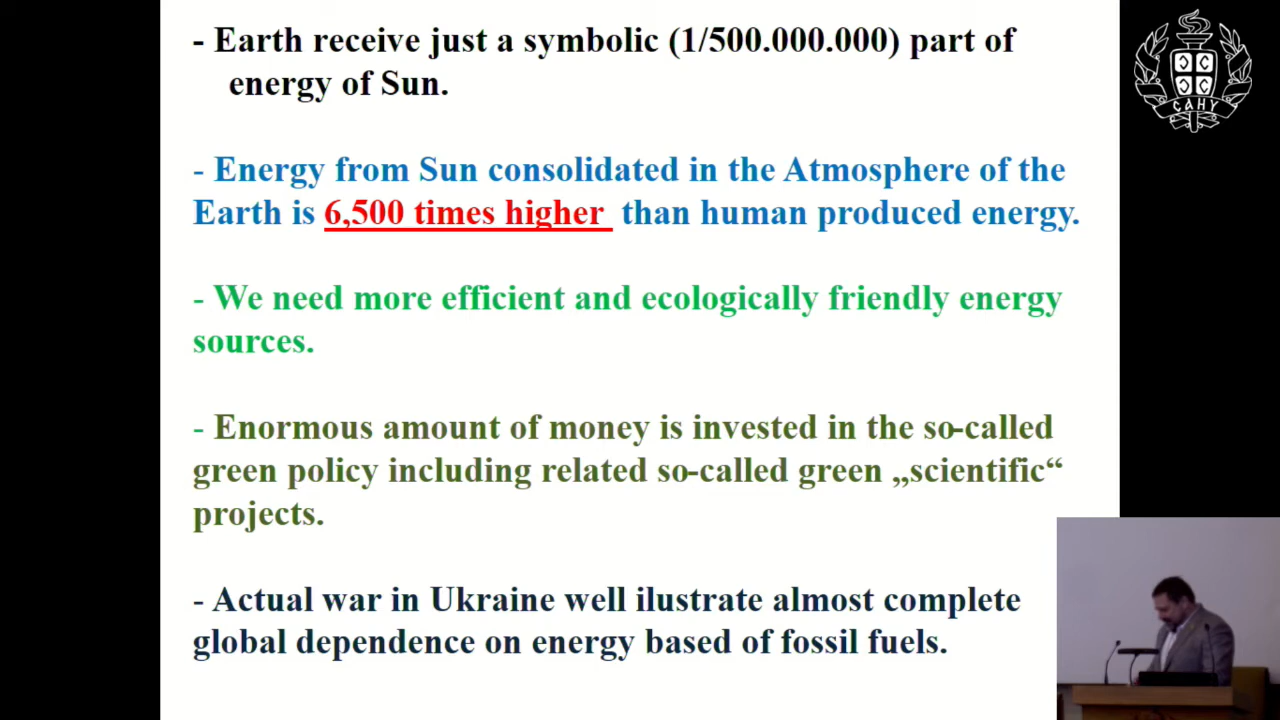 - Earth receive just a symbolic (1/500.000.000) part of
energy of Sun.
- Energy from Sun consolidated in the Atmosphere of the
Earth is 6,500 times higher than human produced energy.
- We need more efficient and ecologically friendly energy
sources.
- Enormous amount of money is invested in the so-called
green policy including related so-called green „scientific“
projects.
- Actual war in Ukraine well ilustrate almost complete
global dependence on energy based of fossil fuels.
САНУ